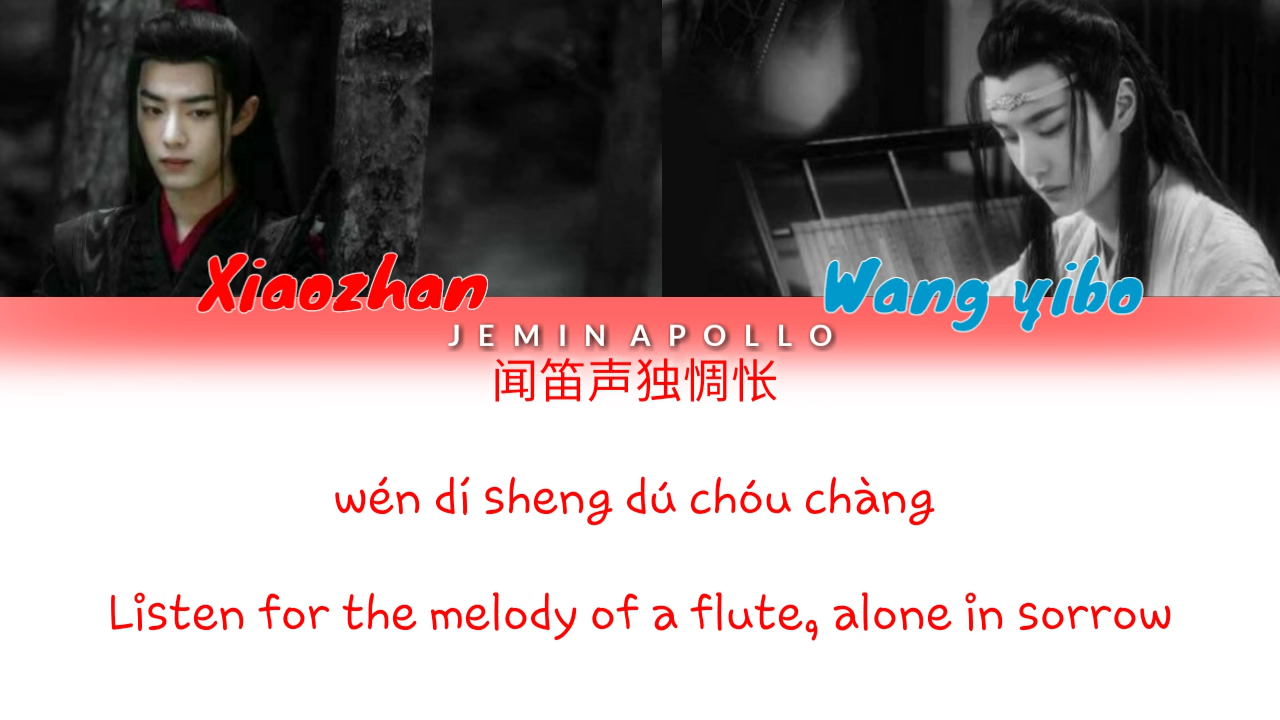 Xiaozhan
Wang yibo
JEMIN APOLLO
闻笛声独惆怅
wén dí sheng dú chóu chàng
Listen for the melody of a flute, alone in sorrow